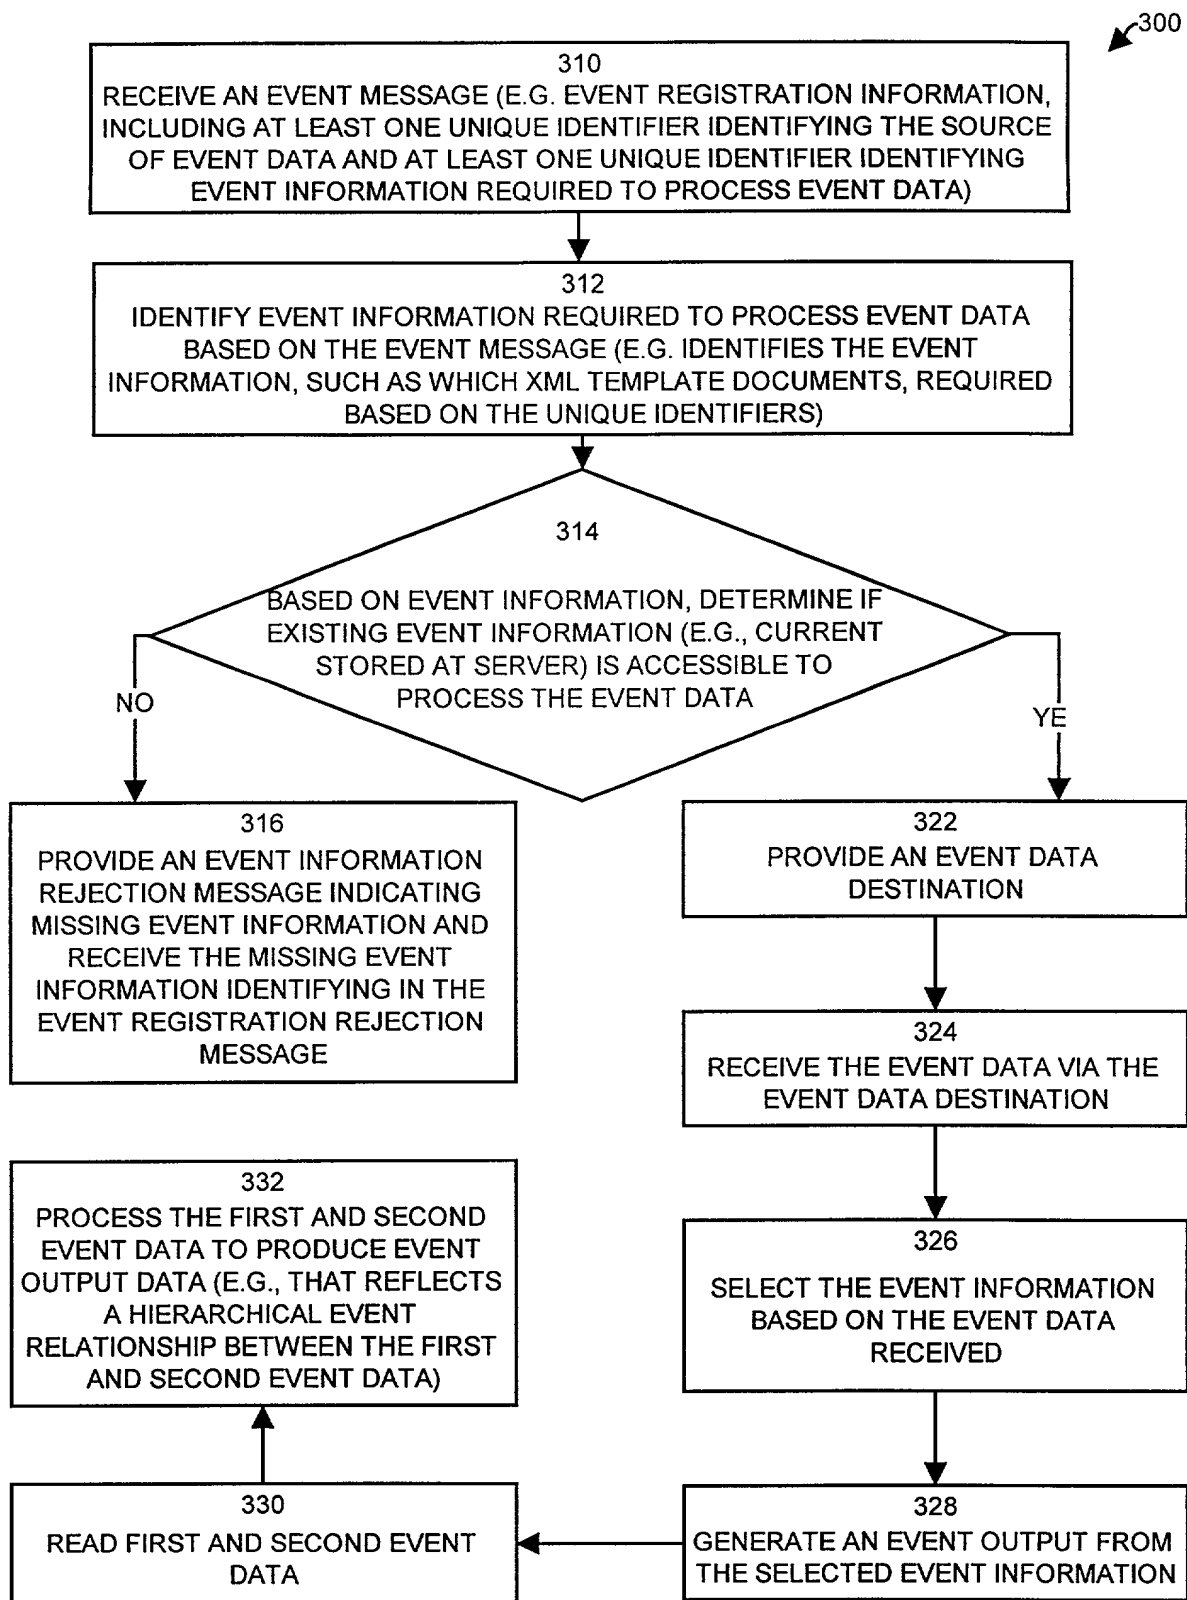 300
310
RECEIVE AN EVENT MESSAGE (E.G. EVENT REGISTRATION INFORMATION,
INCLUDING AT LEAST ONE UNIQUE IDENTIFIER IDENTIFYING THE SOURCE
OF EVENT DATA AND AT LEAST ONE UNIQUE IDENTIFIER IDENTIFYING
EVENT INFORMATION REQUIRED TO PROCESS EVENT DATA)
312
IDENTIFY EVENT INFORMATION REQUIRED TO PROCESS EVENT DATA
BASED ON THE EVENT MESSAGE (E.G. IDENTIFIES THE EVENT
INFORMATION, SUCH AS WHICH XML TEMPLATE DOCUMENTS, REQUIRED
BASED ON THE UNIQUE IDENTIFIERS)
314
BASED ON EVENT INFORMATION, DETERMINE IF
EXISTING EVENT INFORMATION (E.G., CURRENT
STORED AT SERVER) IS ACCESSIBLE TO
PROCESS THE EVENT DATA
NO
YE
316
PROVIDE AN EVENT INFORMATION
REJECTION MESSAGE INDICATING
MISSING EVENT INFORMATION AND
RECEIVE THE MISSING EVENT
INFORMATION IDENTIFYING IN THE
EVENT REGISTRATION REJECTION
MESSAGE
322
PROVIDE AN EVENT DATA
DESTINATION
324
RECEIVE THE EVENT DATA VIA THE
EVENT DATA DESTINATION
326
SELECT THE EVENT INFORMATION
BASED ON THE EVENT DATA
RECEIVED
328
GENERATE AN EVENT OUTPUT FROM
THE SELECTED EVENT INFORMATION
330
READ FIRST AND SECOND EVENT
DATA
332
PROCESS THE FIRST AND SECOND
EVENT DATA TO PRODUCE EVENT
OUTPUT DATA (E.G., THAT REFLECTS
A HIERARCHICAL EVENT
RELATIONSHIP BETWEEN THE FIRST
AND SECOND EVENT DATA)